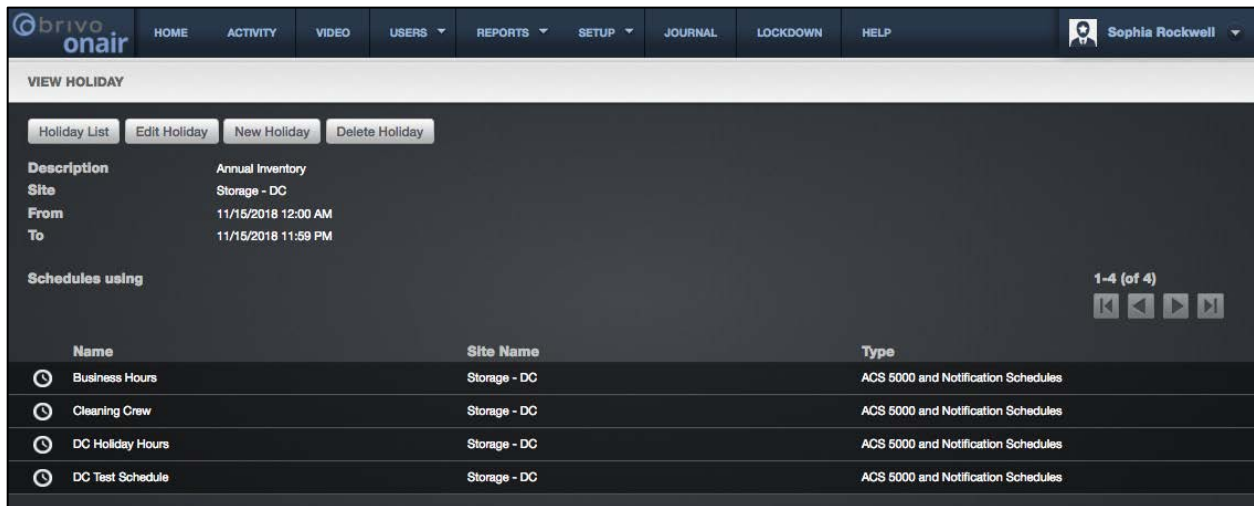 brivo onair HOME ACTIVITY VIDEO USERS REPORTS SETUP JOURNAL LOCKDOWN HELP Sophia Rockwell
VIEW HOLIDAY
Holiday List Edit Holiday New Holiday Delete Holiday
Description Annual Inventory
Site Storage - DC
From 11/15/2018 12:00 AM
To 11/15/2018 11:59 PM
Schedules using 1-4 (of 4)
Name Site Name Type
Business Hours Storage - DC ACS 5000 and Notification Schedules
Cleaning Crew Storage - DC ACS 5000 and Notification Schedules
DC Holiday Hours Storage - DC ACS 5000 and Notification Schedules
DC Test Schedule Storage - DC ACS 5000 and Notification Schedules